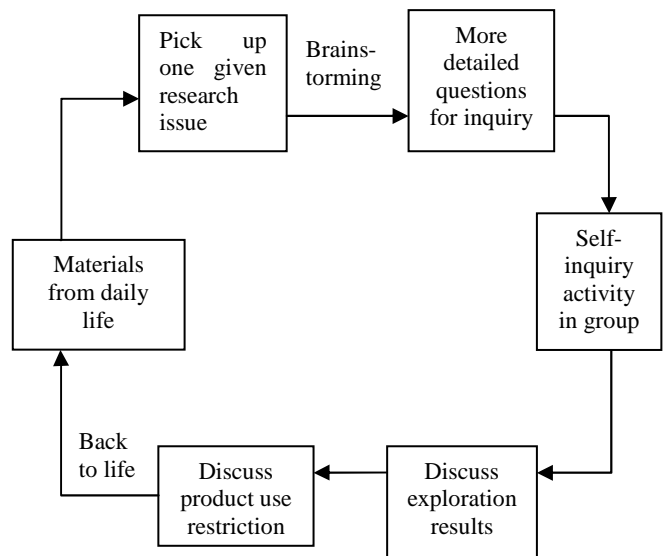 Pick up
one given
research
issue
Brains-
torming
More
detailed
questions
for inquiry
Self-
inquiry
activity
in group
Discuss
exploration
results
Discuss
product use
restriction
Back
to life
Materials
from daily
life